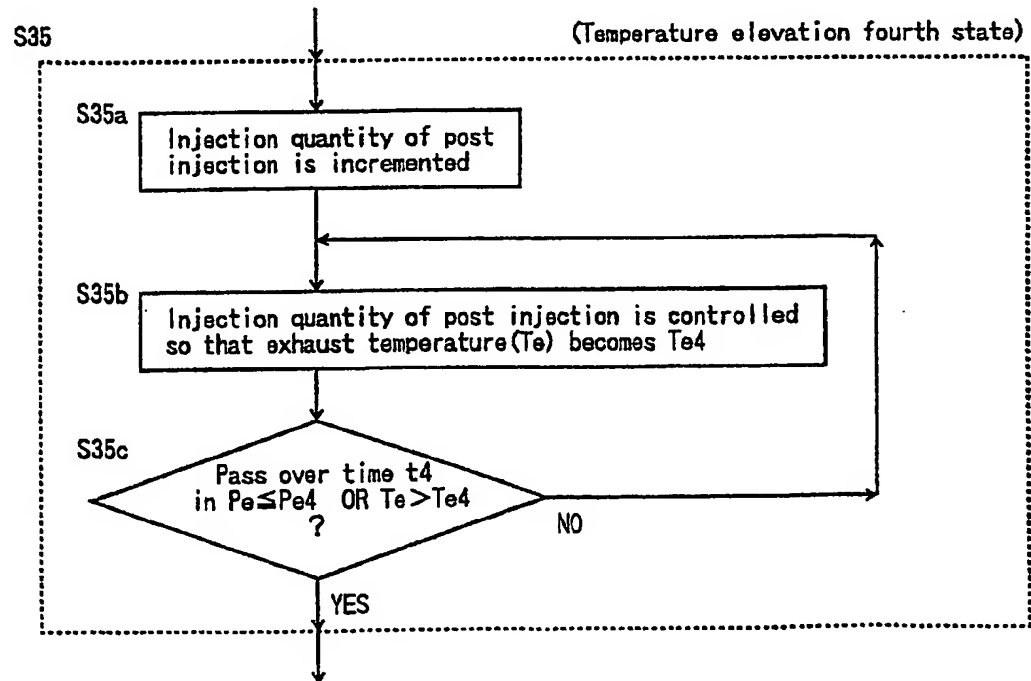 S35
(Temperature elevation fourth state)
S35a
Injection quantity of post
injection is incremented
S35b
Injection quantity of post injection is controlled
so that exhaust temperature(Te) becomes Te4
S35c
Pass over time t4
in Pe≦Pe4 OR Te>Te4
?
NO
YES